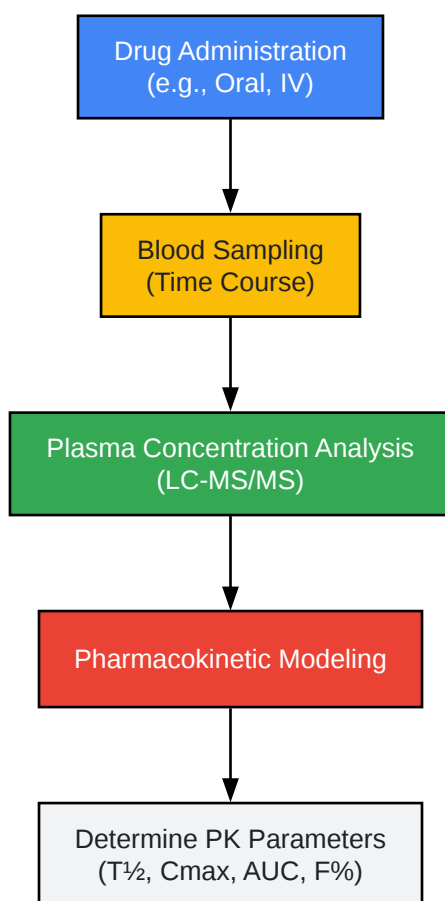 Drug Administration
(e.g., Oral, IV)
Blood Sampling
(Time Course)
Plasma Concentration Analysis
(LC-MS/MS)
Pharmacokinetic Modeling
Determine PK Parameters
(T½, Cmax, AUC, F%)